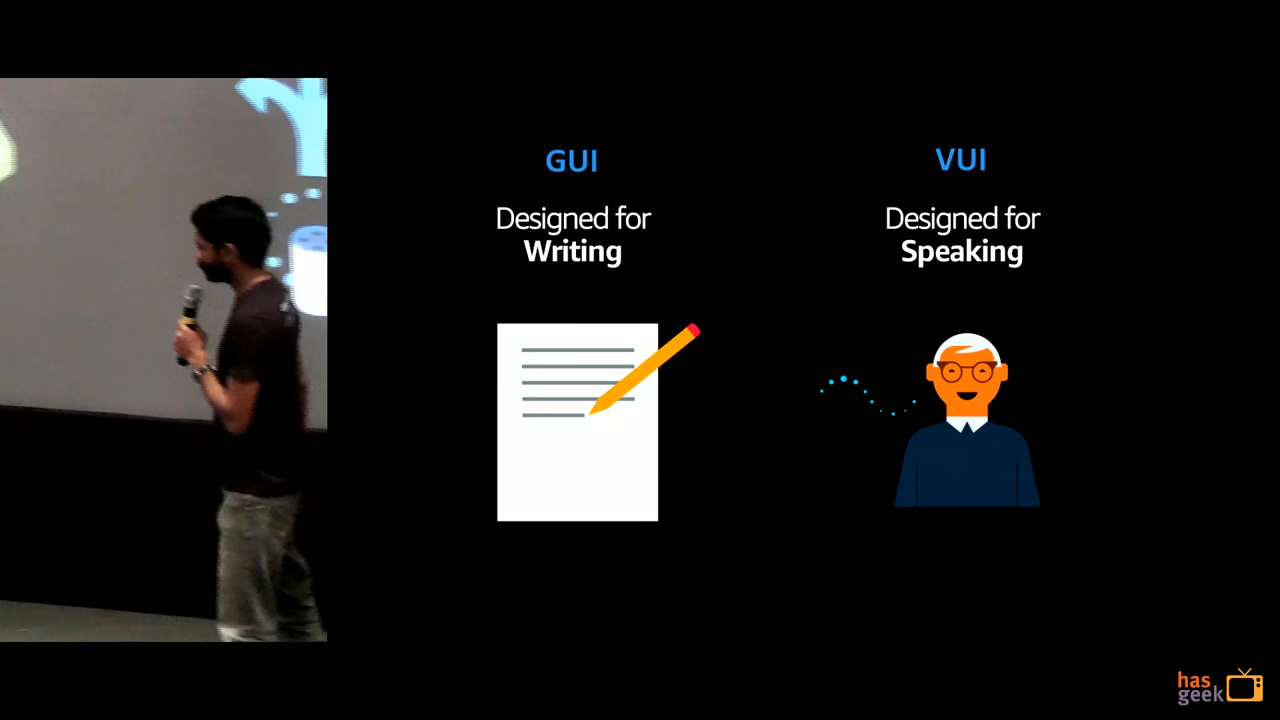 GUI
Designed for
Writing
VUI
Designed for
Speaking
has
geek